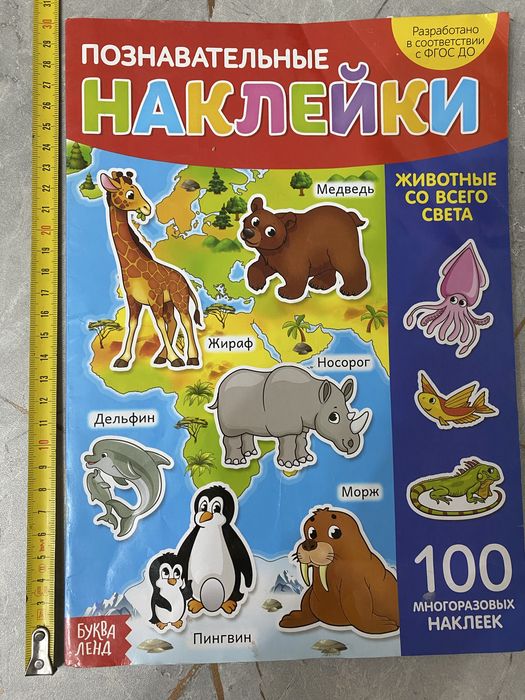 Разработано
в соответствии
с ФГОС ДО
ПОЗНАВАТЕЛЬНЫЕ
НАКЛЕЙКИ
ЖИВОТНЫЕ
СО ВСЕГО
СВЕТА
Медведь
Жираф
Носорог
Дельфин
Морж
Пингвин
100
МНОГОРАЗОВЫХ
НАКЛЕЕК
БУКВА
ЛЕНД